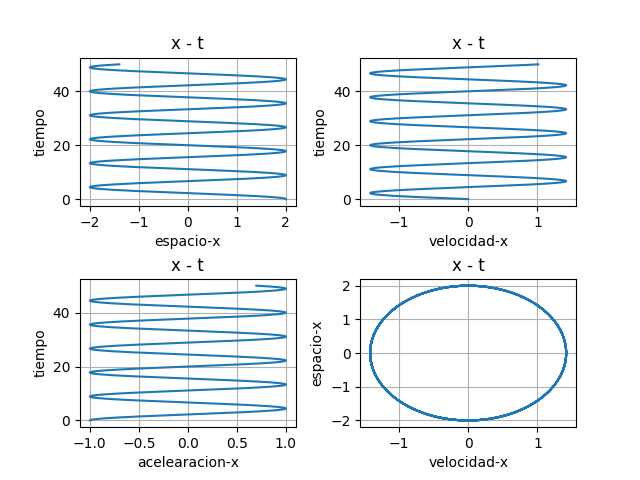 x - t
tiempo
40
20
0
−2
−1
0
1
2
espacio-x
x - t
tiempo
40
20
0
−1
0
1
velocidad-x
x - t
tiempo
40
20
0
−1.0
−0.5
0.0
0.5
1.0
acelearacion-x
x - t
espacio-x
2
1
0
−1
−2
−1
0
1
velocidad-x